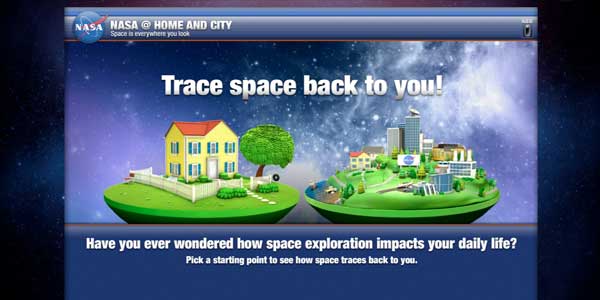 NASA
NASA @ HOME AND CITY
Space is everywhere you look
Trace space back to you!
Have you ever wondered how space exploration impacts your daily life?
Pick a starting point to see how space traces back to you.